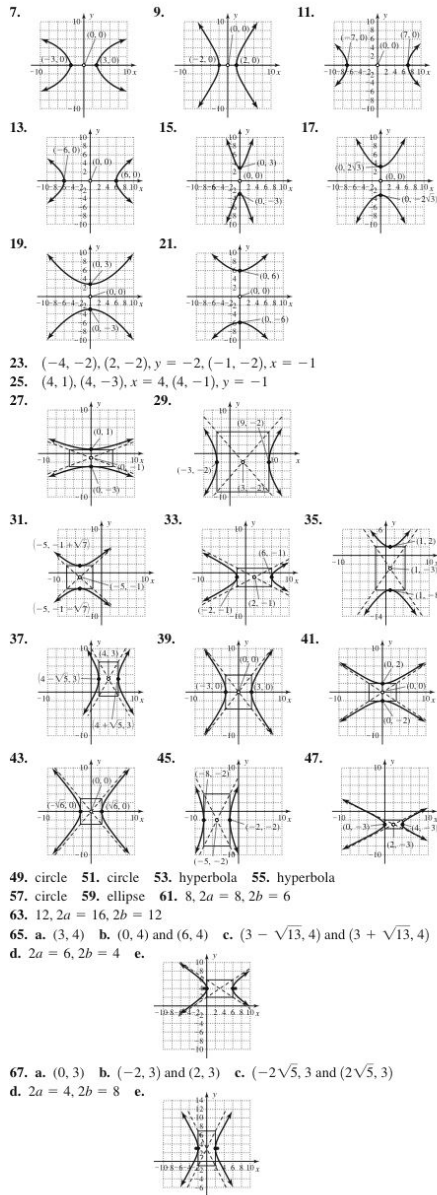 7. 9. 11.
(0, 0)
(−3, 0) (3, 0)
(0, 0)
(−2, 0) (2, 0)
(−7, 0) (7, 0)
(0, 0)
13. 15. 17.
(−6, 0)
(0, 0)
(6, 0)
(0, 3)
(0, 0)
(0, −3)
(0, 2√3)
(0, 0)
(0, −2√3)
19. 21.
(0, 3)
(0, 0)
(0, −3)
(0, 6)
(0, 0)
(0, −6)
23. (−4, −2), (2, −2), y = −2, (−1, −2), x = −1
25. (4, 1), (4, −3), x = 4, (4, −1), y = −1
27. 29.
(0, 1)
(0, −1)
(0, −3)
(9, −2)
(−3, −2)
(3, −2)
31. 33. 35.
(−5, −1 + √7)
(−5, −1)
(−5, −1 − √7)
(6, −1)
(−2, −1)
(2, −1)
(−1, 2)
(1, −3)
37. 39. 41.
(4, 3)
(4 − √5, 3)
4 + √5, 3)
(0, 0)
(−3, 0) (3, 0)
(0, 2)
(0, 0)
(0, −2)
43. 45. 47.
(0, 0)
(−√6, 0) (√6, 0)
(−8, −2)
(−2, −2)
(−5, −2)
(0, −3)
(4, −3)
(2, −3)
49. circle 51. circle 53. hyperbola 55. hyperbola
57. circle 59. ellipse 61. 8, 2a = 8, 2b = 6
63. 12, 2a = 16, 2b = 12
65. a. (3, 4) b. (0, 4) and (6, 4) c. (3 − √13, 4) and (3 + √13, 4)
d. 2a = 6, 2b = 4 e.
67. a. (0, 3) b. (−2, 3) and (2, 3) c. (−2√5, 3 and (2√5, 3)
d. 2a = 4, 2b = 8 e.